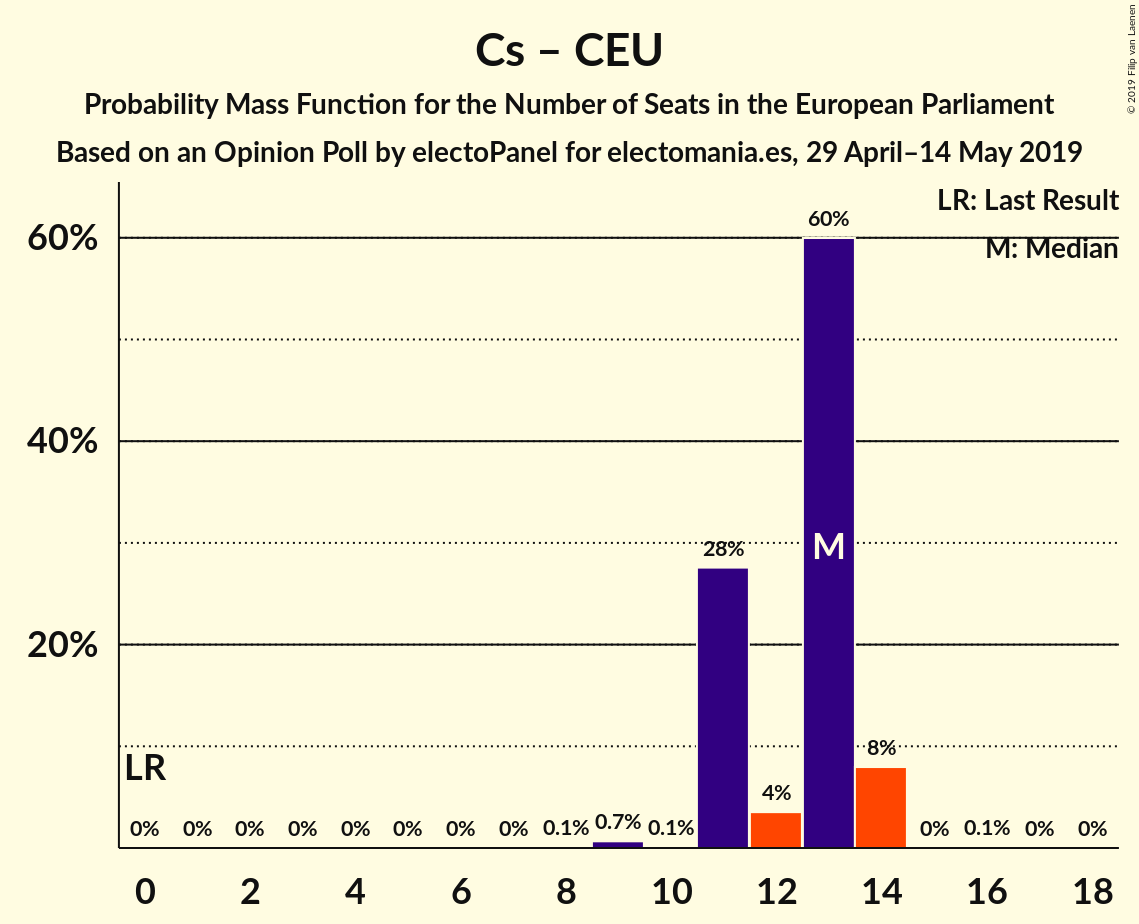 Cs – CEU
Probability Mass Function for the Number of Seats in the European Parliament
Based on an Opinion Poll by electoPanel for electomania.es, 29 April–14 May 2019
© 2019 Filip van Laenen
LR: Last Result
M: Median
60%
40%
20%
LR
M
0% 0% 0% 0% 0% 0% 0% 0% 0.1% 0.7% 0.1% 28% 4% 60% 8% 0% 0.1% 0% 0%
0 2 4 6 8 10 12 14 16 18